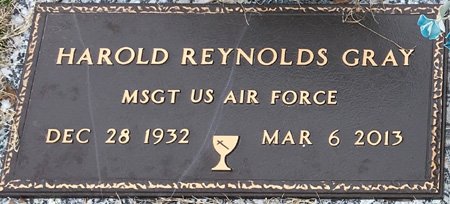 HAROLD REYNOLDS GRAY
MSGT US AIR FORCE
DEC 28 1932 MAR 6 2013